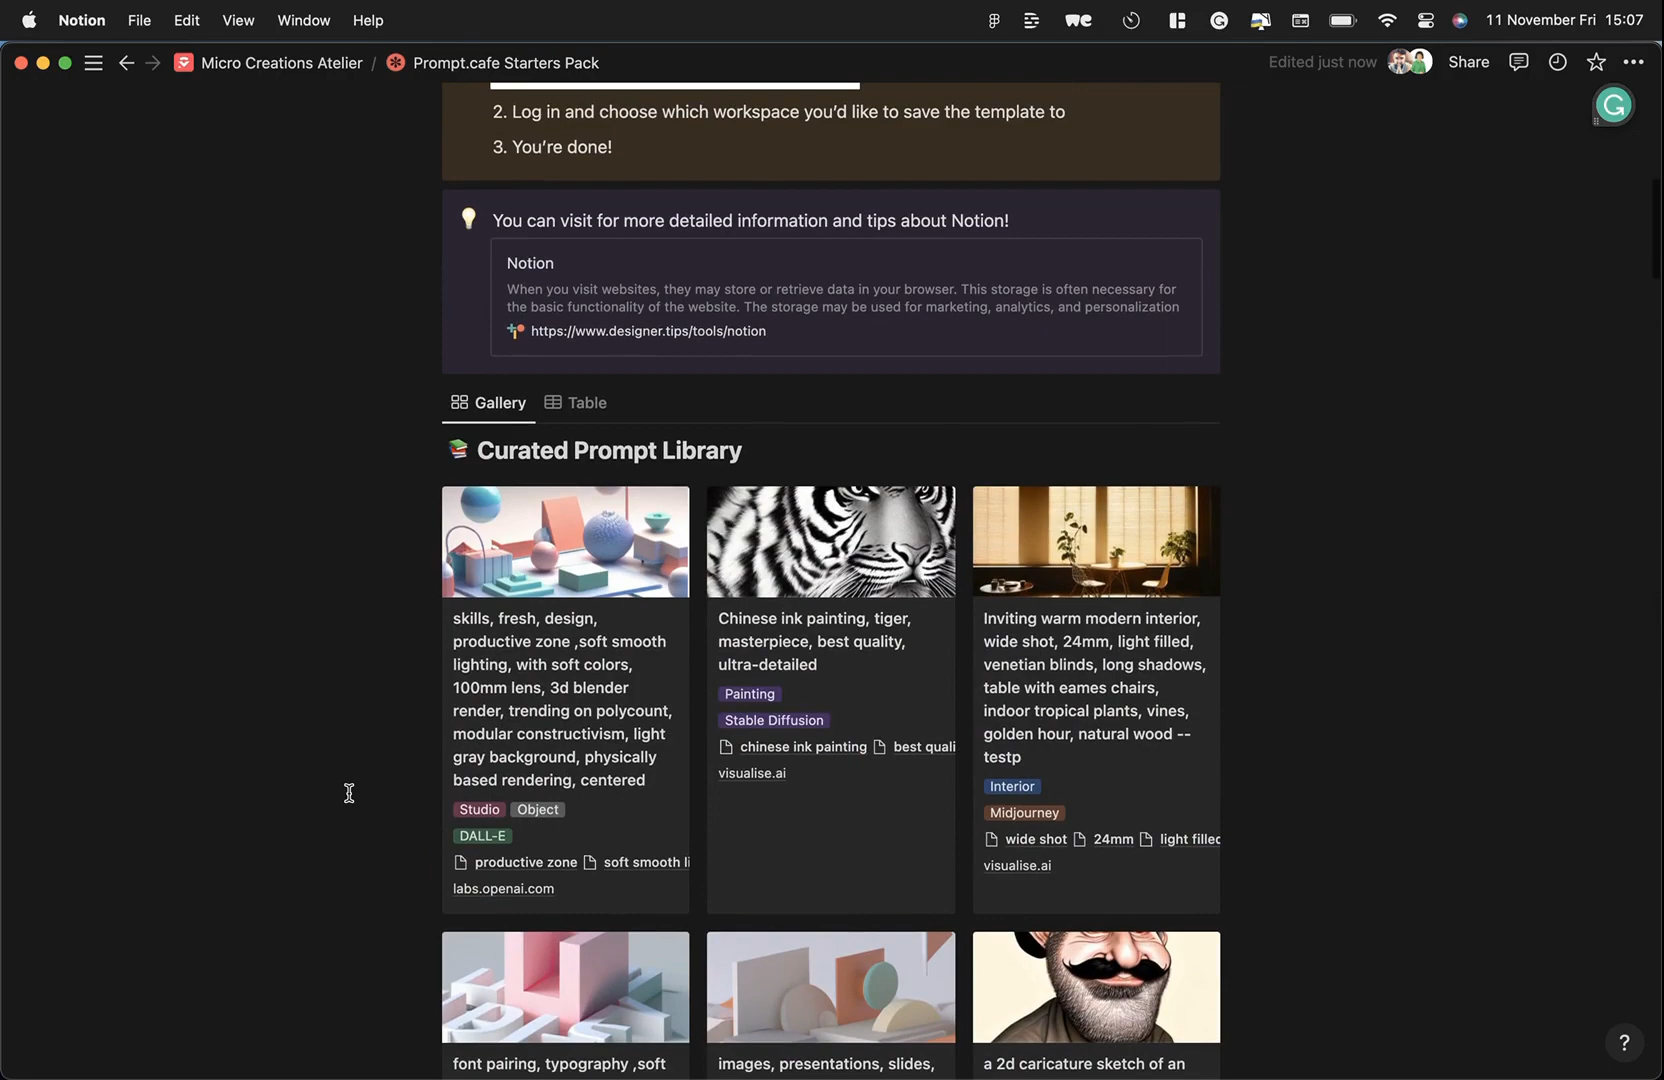 Notion File Edit View Window Help
11 November Fri 15:07
Micro Creations Atelier / Prompt.cafe Starters Pack
Edited just now
Share
2. Log in and choose which workspace you’d like to save the template to
3. You’re done!
You can visit for more detailed information and tips about Notion!
Notion
When you visit websites, they may store or retrieve data in your browser. This storage is often necessary for
the basic functionality of the website. The storage may be used for marketing, analytics, and personalization
https://www.designer.tips/tools/notion
Gallery Table
Curated Prompt Library
skills, fresh, design,
productive zone ,soft smooth
lighting, with soft colors,
100mm lens, 3d blender
render, trending on polycount,
modular constructivism, light
gray background, physically
based rendering, centered
Studio Object
DALL-E
productive zone soft smooth li
labs.openai.com
Chinese ink painting, tiger,
masterpiece, best quality,
ultra-detailed
Painting
Stable Diffusion
chinese ink painting best quali
visualise.ai
Inviting warm modern interior,
wide shot, 24mm, light filled,
venetian blinds, long shadows,
table with eames chairs,
indoor tropical plants, vines,
golden hour, natural wood --
testp
Interior
Midjourney
wide shot 24mm light filled
visualise.ai
font pairing, typography ,soft
images, presentations, slides,
a 2d caricature sketch of an
?